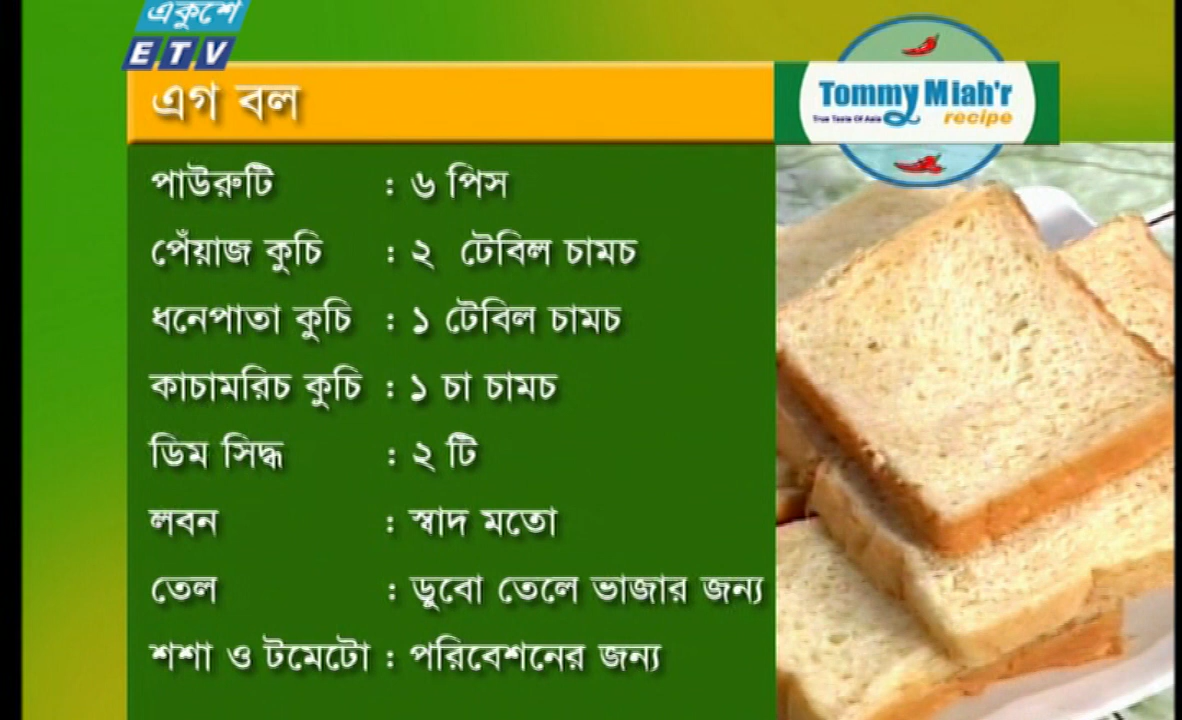 একুশে
ETV
এগ বল
Tommy Miah'r
True Taste Of Asia
recipe
পাউরুটি : ৬ পিস
পেঁয়াজ কুচি : ২ টেবিল চামচ
ধনেপাতা কুচি : ১ টেবিল চামচ
কাচামরিচ কুচি : ১ চা চামচ
ডিম সিদ্ধ : ২ টি
লবন : স্বাদ মতো
তেল : ডুবো তেলে ভাজার জন্য
শশা ও টমেটো : পরিবেশনের জন্য